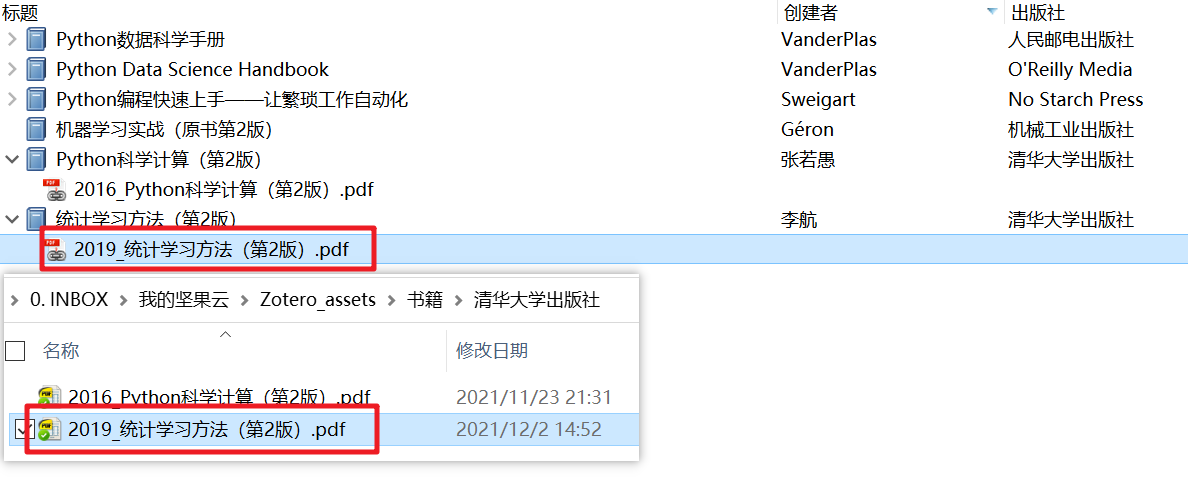 标题 创建者 出版社
Python数据科学手册 VanderPlas 人民邮电出版社
Python Data Science Handbook VanderPlas O'Reilly Media
Python编程快速上手——让繁琐工作自动化 Sweigart No Starch Press
机器学习实战（原书第2版） Géron 机械工业出版社
Python科学计算（第2版） 张若愚 清华大学出版社
2016_Python科学计算（第2版）.pdf
统计学习方法（第2版） 李航 清华大学出版社
2019_统计学习方法（第2版）.pdf
0. INBOX > 我的坚果云 > Zotero_assets > 书籍 > 清华大学出版社
名称 修改日期
2016_Python科学计算（第2版）.pdf 2021/11/23 21:31
2019_统计学习方法（第2版）.pdf 2021/12/2 14:52